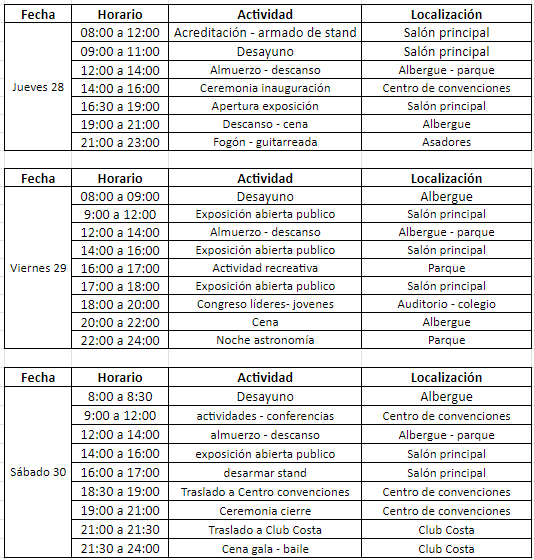 Fecha Horario Actividad Localización
Jueves 28 08:00 a 12:00 Acreditación - armado de stand Salón principal
09:00 a 11:00 Desayuno Salón principal
12:00 a 14:00 Almuerzo - descanso Albergue - parque
14:00 a 16:00 Ceremonia inauguración Centro de convenciones
16:30 a 19:00 Apertura exposición Salón principal
19:00 a 21:00 Descanso - cena Albergue
21:00 a 23:00 Fogón - guitarreada Asadores
Fecha Horario Actividad Localización
Viernes 29 08:00 a 09:00 Desayuno Albergue
9:00 a 12:00 Exposición abierta publico Salón principal
12:00 a 14:00 Almuerzo - descanso Albergue - parque
14:00 a 16:00 Exposición abierta publico Salón principal
16:00 a 17:00 Actividad recreativa Parque
17:00 a 18:00 Exposición abierta publico Salón principal
18:00 a 20:00 Congreso líderes- jovenes Auditorio - colegio
20:00 a 22:00 Cena Albergue
22:00 a 24:00 Noche astronomía Parque
Fecha Horario Actividad Localización
Sábado 30 8:00 a 8:30 Desayuno Albergue
9:00 a 12:00 actividades - conferencias Centro de convenciones
12:00 a 14:00 almuerzo - descanso Albergue - parque
14:00 a 16:00 exposición abierta publico Salón principal
16:00 a 17:00 desarmar stand Salón principal
18:30 a 19:00 Traslado a Centro convenciones Centro de convenciones
19:00 a 21:00 Ceremonia cierre Centro de convenciones
21:00 a 21:30 Traslado a Club Costa Club Costa
21:30 a 24:00 Cena gala - baile Club Costa